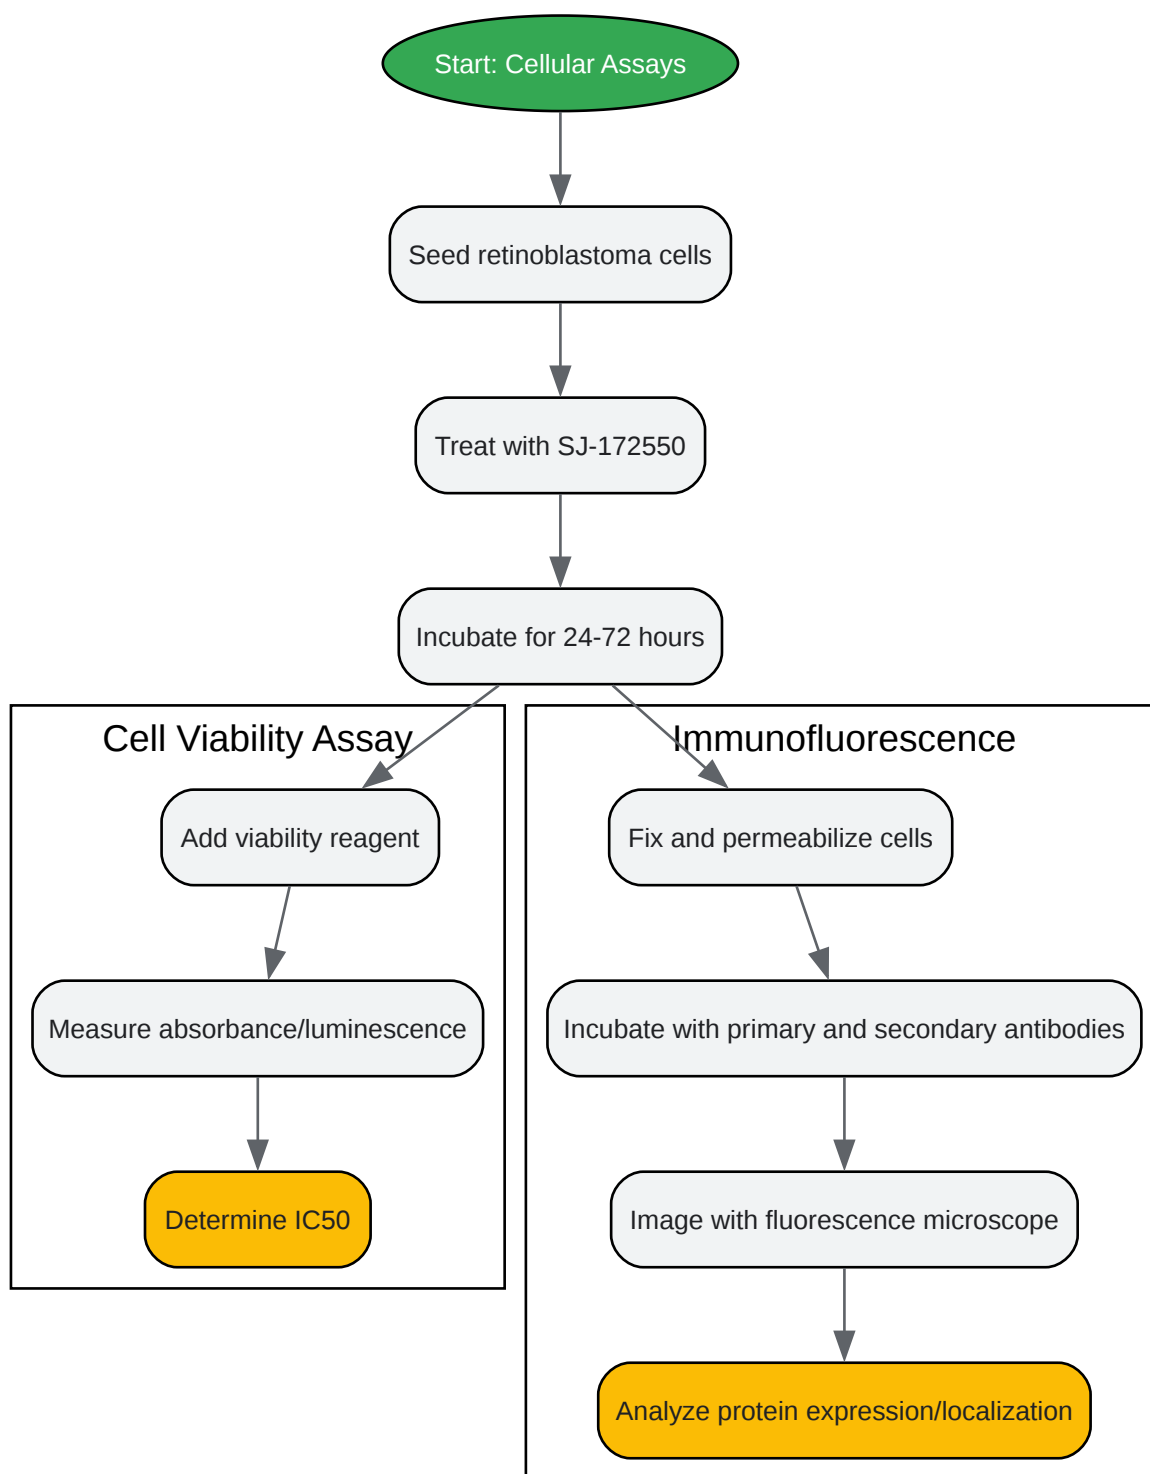 Start: Cellular Assays
Seed retinoblastoma cells
Treat with SJ-172550
Incubate for 24-72 hours
Cell Viability Assay
Add viability reagent
Measure absorbance/luminescence
Determine IC50
Immunofluorescence
Fix and permeabilize cells
Incubate with primary and secondary antibodies
Image with fluorescence microscope
Analyze protein expression/localization